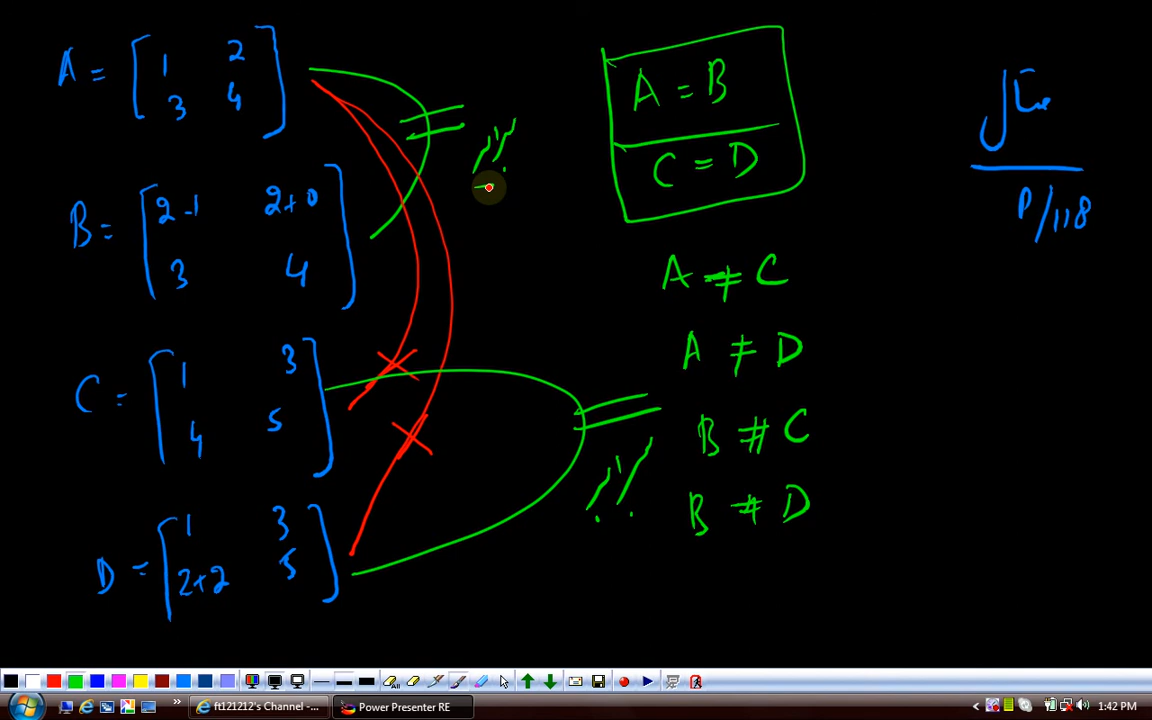 A = [ 1 2
3 4 ]
B = [ 2-1 2+0
3 4 ]
C = [ 1 3
4 5 ]
D = [ 1 3
2+2 5 ]
A = B
C = D
A ≠ C
A ≠ D
B ≠ C
B ≠ D
P/118
ft121212's Channel -...
Power Presenter RE
1:42 PM